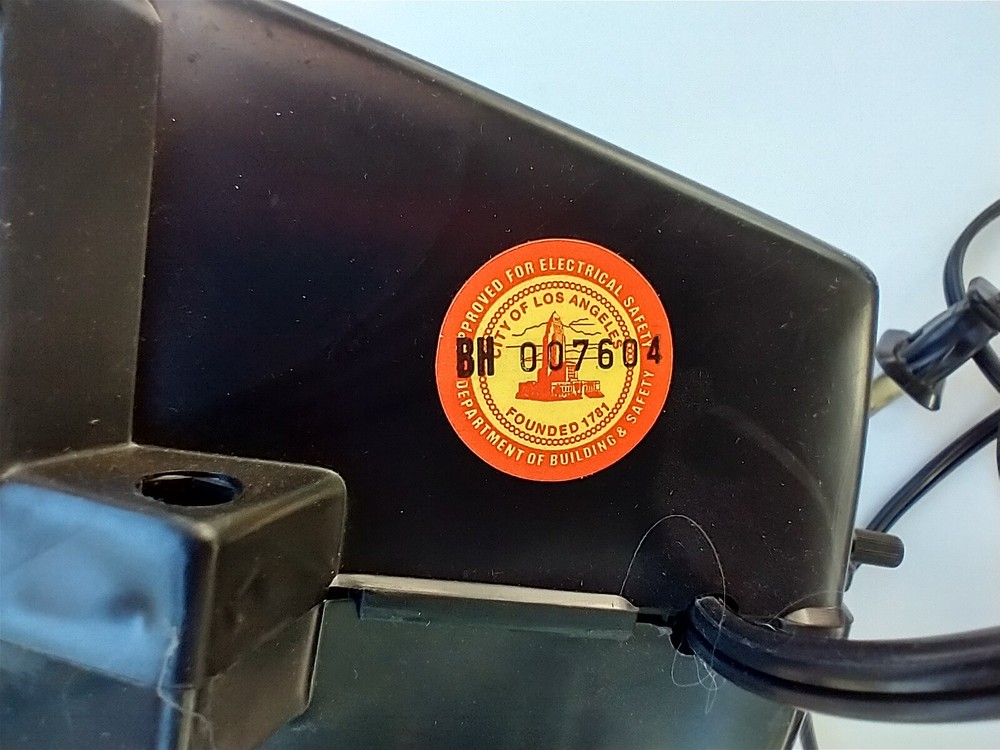 APPROVED FOR ELECTRICAL SAFETY
CITY OF LOS ANGELES
BH 007604
FOUNDED 1781
DEPARTMENT OF BUILDING & SAFETY